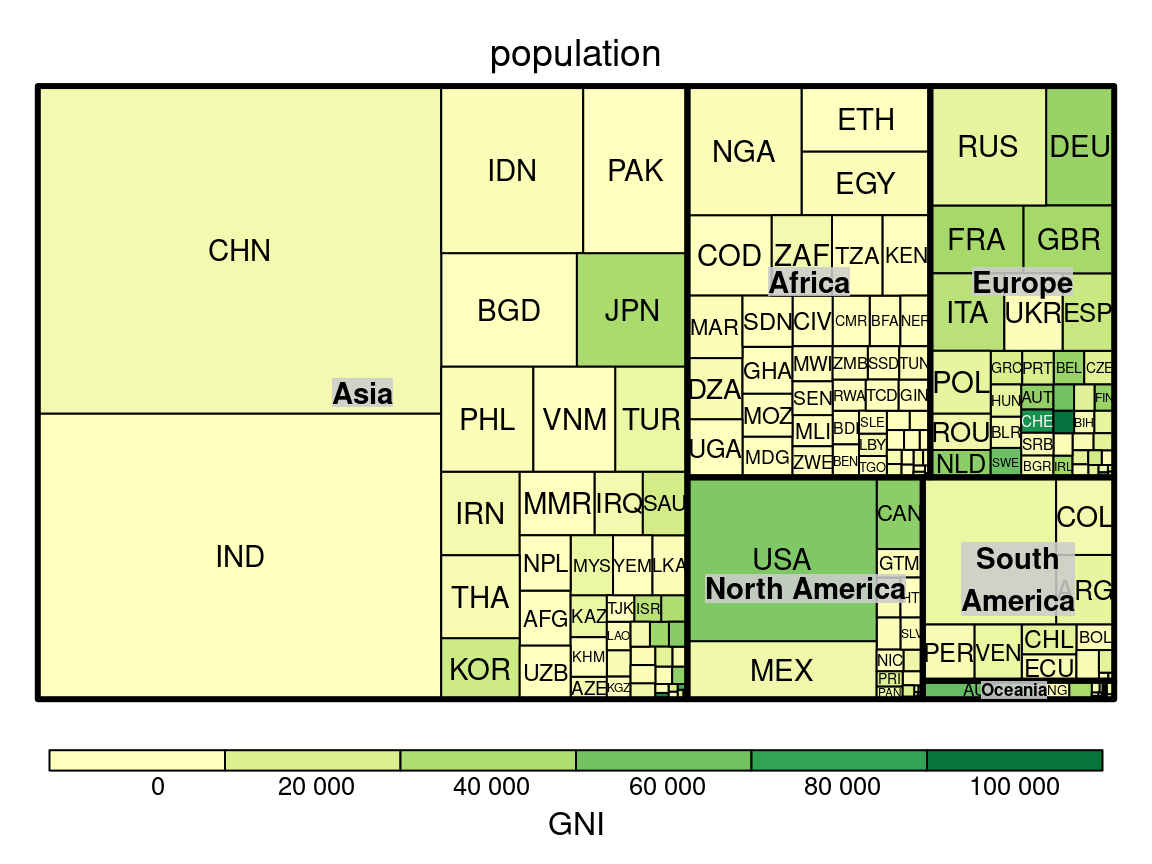 population
CHN
IND
Asia
IDN
PAK
BGD
JPN
PHL
VNM
TUR
IRN
MMR
IRQ
SAU
THA
NPL
MYS
YEM
LKA
AFG
KAZ
TJK
ISR
LAO
KOR
UZB
KHM
AZE
KGZ
NGA
ETH
EGY
COD
ZAF
TZA
KEN
Africa
MAR
SDN
CIV
CMR
BFA
NER
DZA
GHA
MWI
ZMB
SSD
TUN
MOZ
SEN
RWA
TCD
GIN
UGA
MDG
MLI
BDI
SLE
LBY
ZWE
BEN
TGO
RUS
DEU
FRA
GBR
Europe
ITA
UKR
ESP
POL
GRC
PRT
BEL
CZE
HUN
AUT
FIN
ROU
BLR
CHE
BIH
SRB
NLD
SWE
BGR
IRL
USA
CAN
GTM
North America
HT
SLV
MEX
NIC
PRI
PAN
COL
South
America
ARG
PER
VEN
CHL
BOL
ECU
AU
Oceania
NG
0
20 000
40 000
60 000
80 000
100 000
GNI